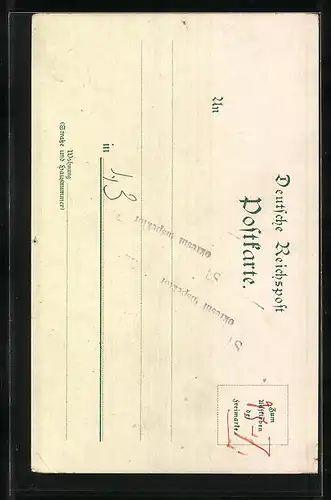 Deutsche Reichspost
Postkarte.
Zum
Aufkleben
der
Freimarke
An
in
Wohnung
(Straße und Hausnummer)